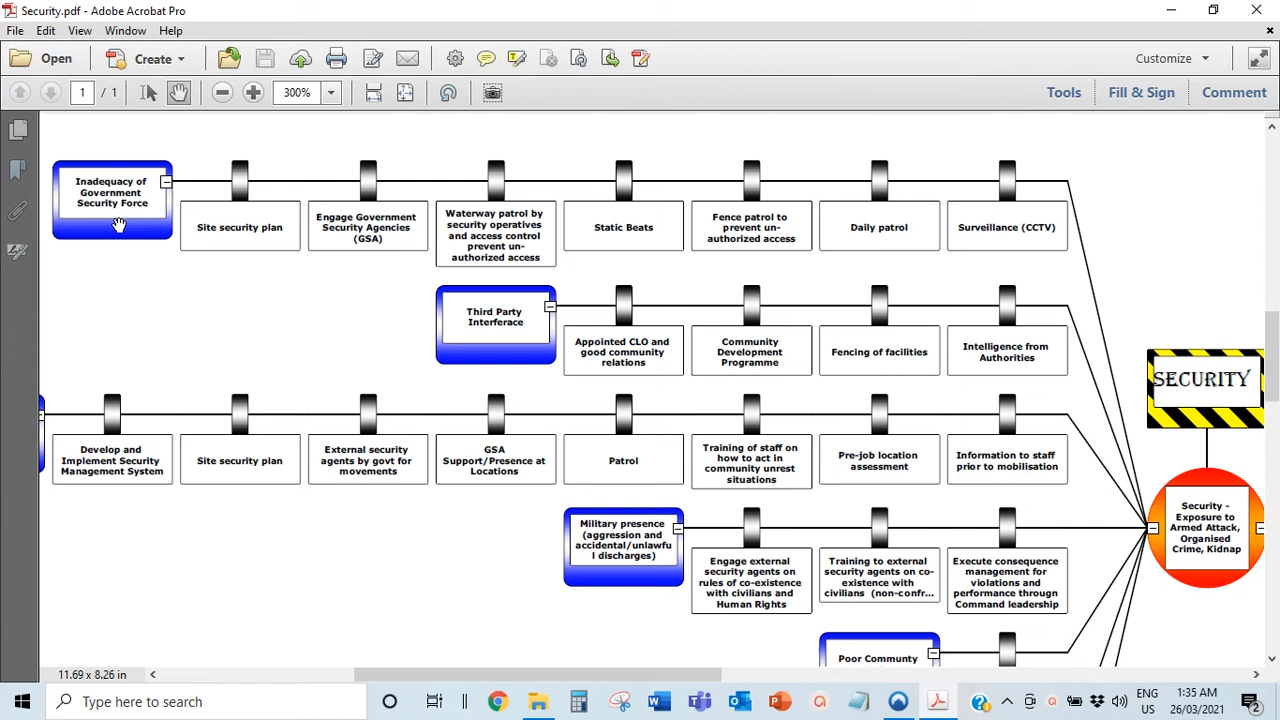 Security.pdf - Adobe Acrobat Pro
File Edit View Window Help
Open Create Customize
1 / 1 300% Tools Fill & Sign Comment
Inadequacy of
Government
Security Force
Site security plan
Engage Government
Security Agencies
(GSA)
Waterway patrol by
security operatives
and access control
prevent un-
authorized access
Static Beats
Fence patrol to
prevent un-
authorized access
Daily patrol
Surveillance (CCTV)
Third Party
Interferace
Appointed CLO and
good community
relations
Community
Development
Programme
Fencing of facilities
Intelligence from
Authorities
SECURITY
Develop and
Implement Security
Management System
Site security plan
External security
agents by govt for
movements
GSA
Support/Presence at
Locations
Patrol
Training of staff on
how to act in
community unrest
situations
Pre-job location
assessment
Information to staff
prior to mobilisation
Security -
Exposure to
Armed Attack,
Organised
Crime, Kidnap
Military presence
(aggression and
accidental/unlawfu
l discharges)
Engage external
security agents on
rules of co-existence
with civilians and
Human Rights
Training to external
security agents on co-
existence with
civilians (non-confr...
Execute consequence
management for
violations and
performance througn
Command leadership
Poor Communty
11.69 x 8.26 in
Type here to search
ENG
US
1:35 AM
26/03/2021
2